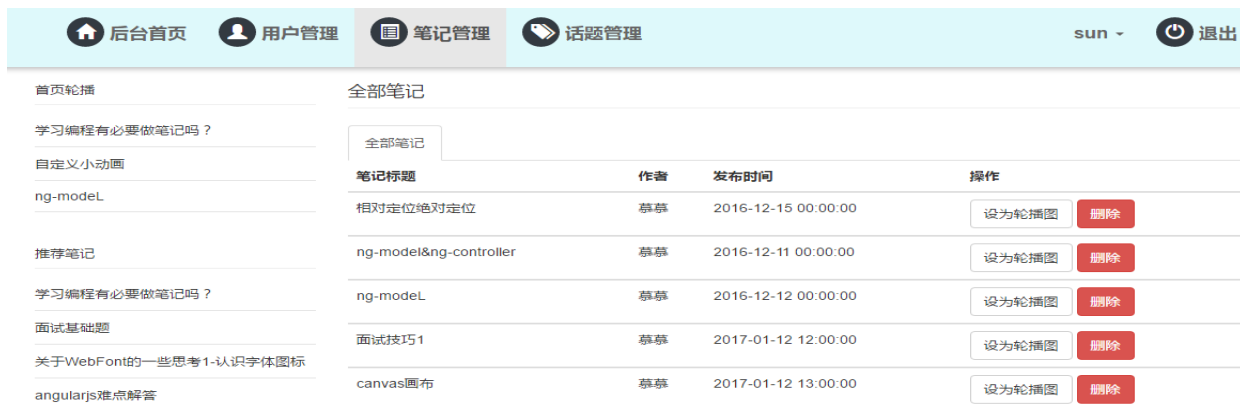 后台首页 用户管理 笔记管理 话题管理 sun 退出
首页轮播
学习编程有必要做笔记吗？
自定义小动画
ng-modeL
推荐笔记
学习编程有必要做笔记吗？
面试基础题
关于WebFont的一些思考1-认识字体图标
angularjs难点解答
全部笔记
全部笔记
笔记标题 作者 发布时间 操作
相对定位绝对定位 慕慕 2016-12-15 00:00:00 设为轮播图 删除
ng-model&ng-controller 慕慕 2016-12-11 00:00:00 设为轮播图 删除
ng-modeL 慕慕 2016-12-12 00:00:00 设为轮播图 删除
面试技巧1 慕慕 2017-01-12 12:00:00 设为轮播图 删除
canvas画布 慕慕 2017-01-12 13:00:00 设为轮播图 删除